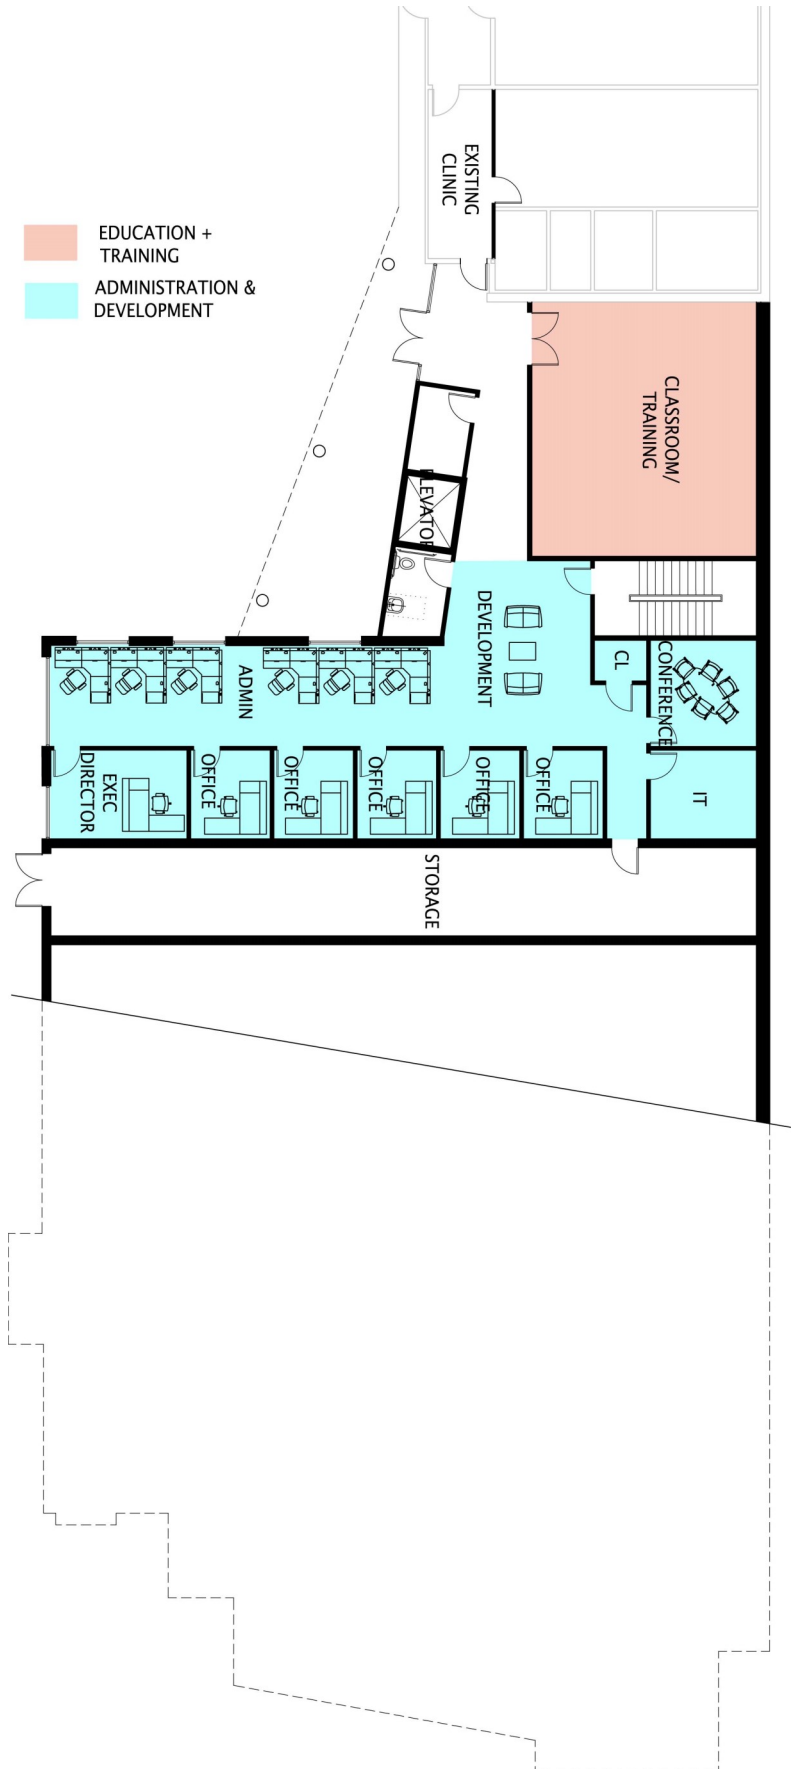 EDUCATION +
TRAINING
ADMINISTRATION &
DEVELOPMENT
EXISTING
CLINIC
CLASSROOM/
TRAINING
ELEVATOR
DEVELOPMENT
CL
CONFERENCE
ADMIN
EXEC
DIRECTOR
OFFICE
OFFICE
OFFICE
OFFICE
OFFICE
IT
STORAGE